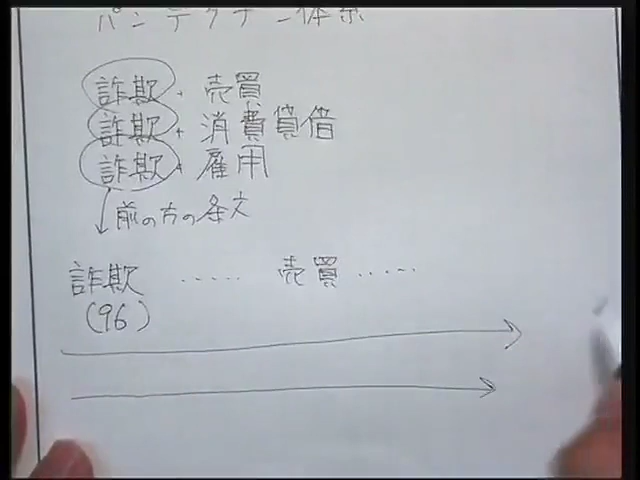 パンデクテン体系
詐欺 + 売買
詐欺 + 消費貸借
詐欺 + 雇用
↓前の方の条文
詐欺 ‥‥‥ 売買 ‥‥‥
(96)